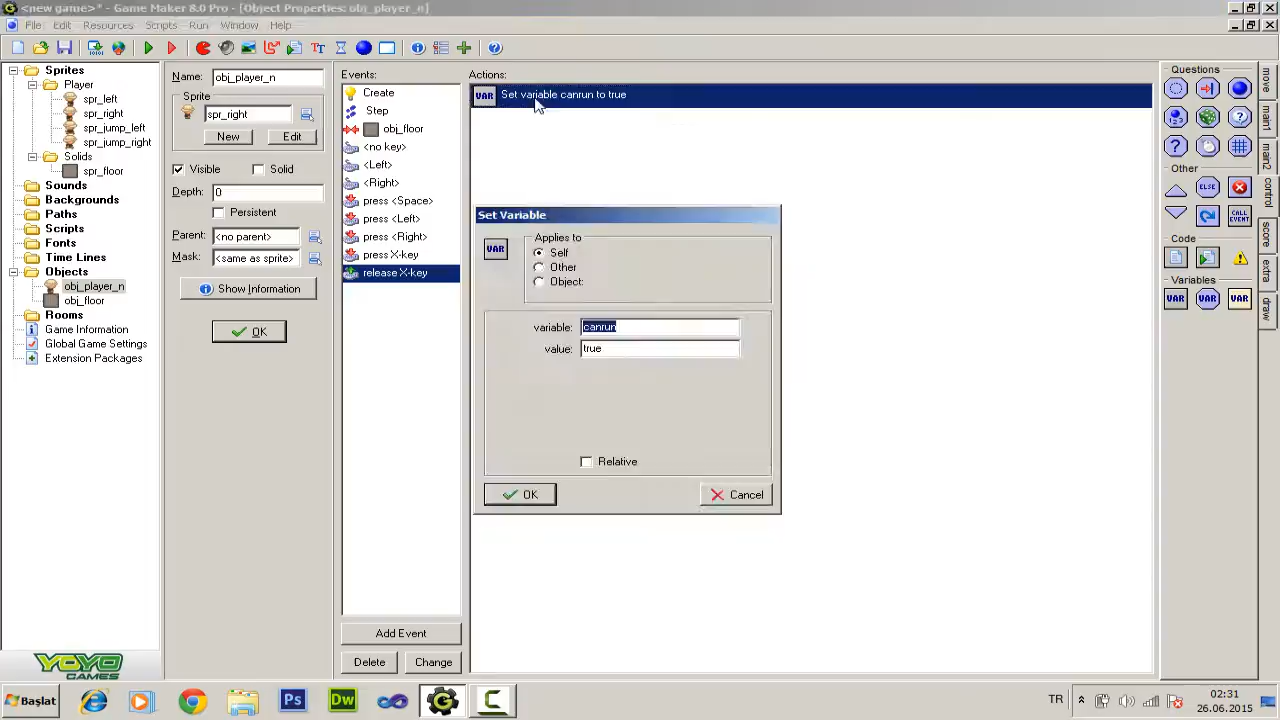 <new game>* - Game Maker 8.0 Pro - [Object Properties: obj_player_n]
File Edit Resources Scripts Run Window Help
Sprites
Player
spr_left
spr_right
spr_jump_left
spr_jump_right
Solids
spr_floor
Sounds
Backgrounds
Paths
Scripts
Fonts
Time Lines
Objects
obj_player_n
obj_floor
Rooms
Game Information
Global Game Settings
Extension Packages
YOYO
GAMES
Name: obj_player_n
Sprite
spr_right
New Edit
Visible Solid
Depth: 0
Persistent
Parent: <no parent>
Mask: <same as sprite>
Show Information
OK
Events:
Create
Step
obj_floor
<no key>
<Left>
<Right>
press <Space>
press <Left>
press <Right>
press X-key
release X-key
Add Event
Delete Change
Actions:
VAR Set variable canrun to true
Set Variable
VAR
Applies to
Self
Other
Object:
variable: canrun
value: true
Relative
OK Cancel
Questions
Other
ELSE
CALL EVENT
Code
Variables
VAR VAR VAR
move
main1
main2
control
score
extra
draw
Başlat
Ps
Dw
C
TR
02:31
26.06.2015